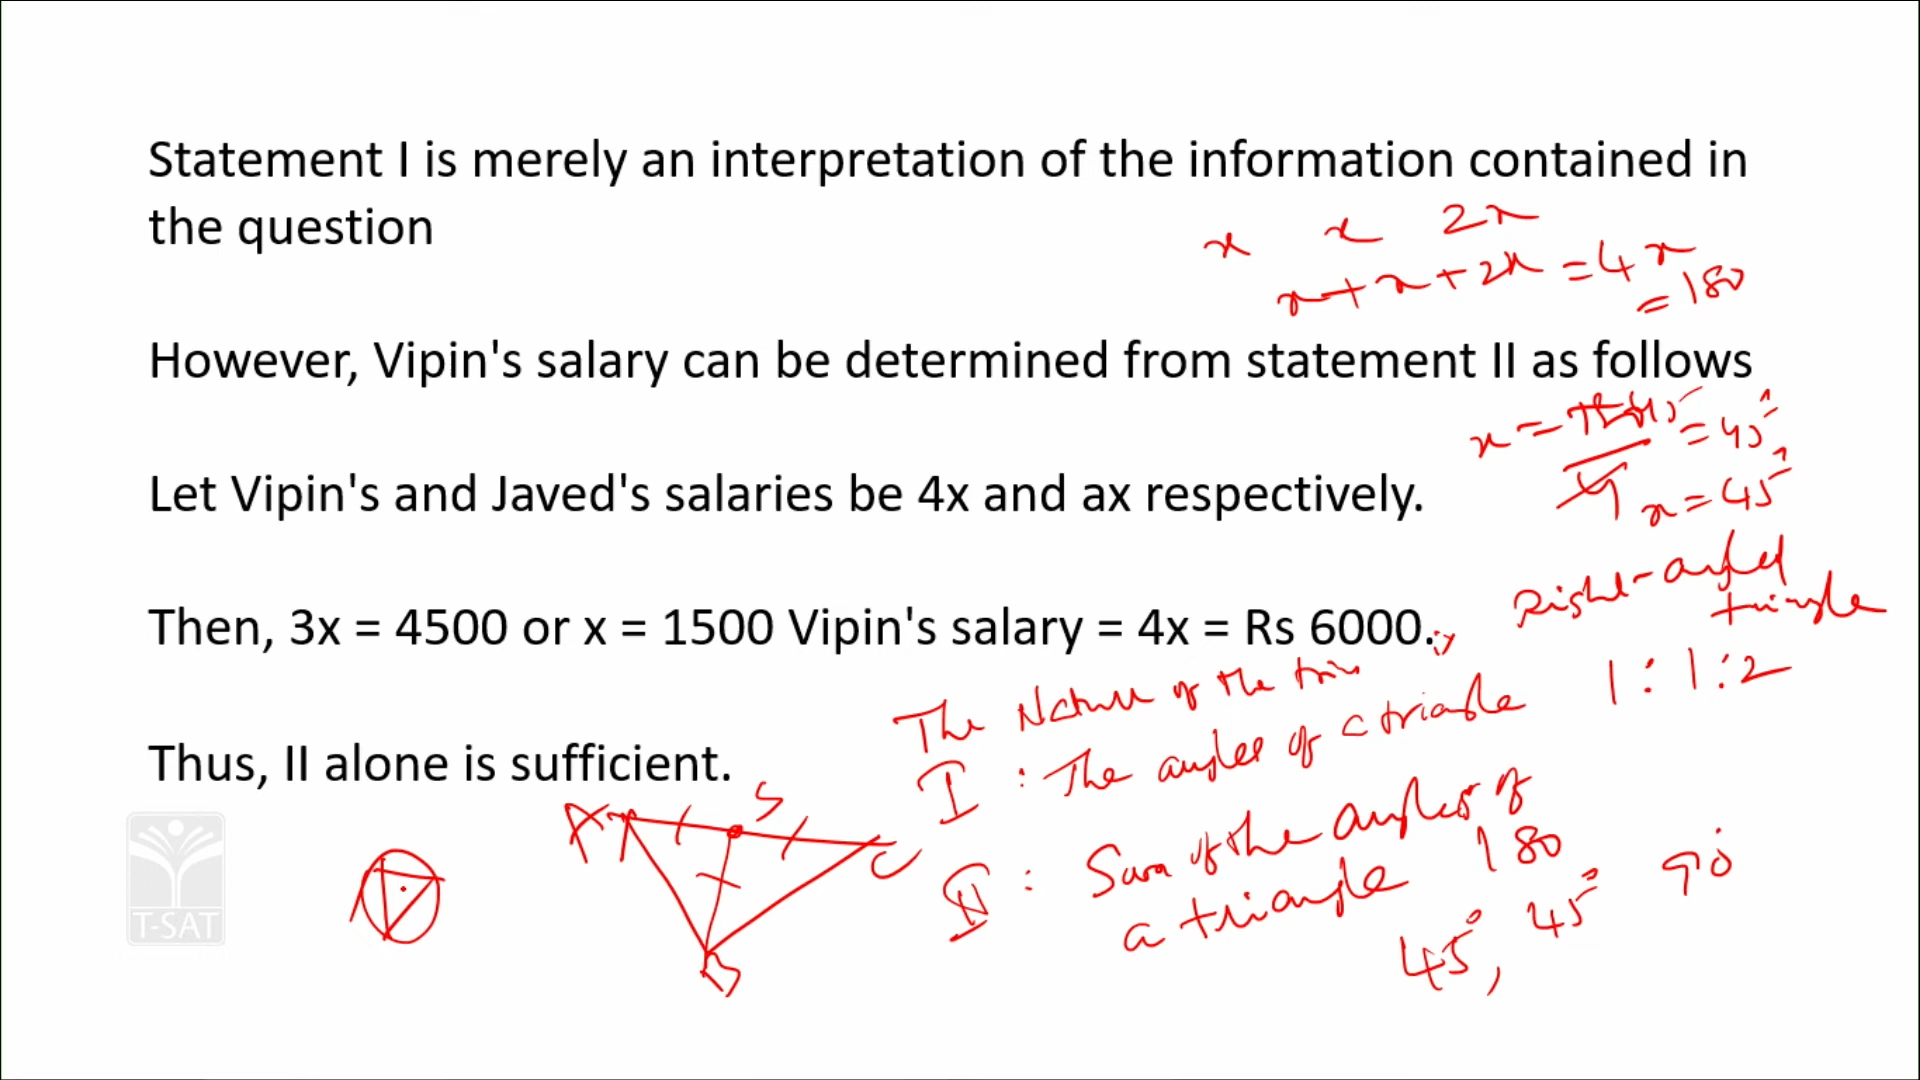 Statement I is merely an interpretation of the information contained in
the question
x x 2x
x+x+2x = 4x
= 180
However, Vipin's salary can be determined from statement II as follows
= 45°
Let Vipin's and Javed's salaries be 4x and ax respectively.
x = 45°
Right-angled
triangle
Then, 3x = 4500 or x = 1500 Vipin's salary = 4x = Rs 6000.
The Nature of the
1:1:2
I : The angles of a triangle
Thus, II alone is sufficient.
A S C B
II : Sum of the angles of
a triangle 180
45°, 45° 90°
T-SAT